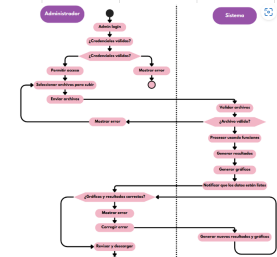 Administrador
Sistema
Admin login
¿Credenciales validas?
¿Credenciales validas?
Permitir acceso
Mostrar error
Seleccionar archivos para subir
Enviar archivos
Validar archivos
Mostrar error
¿Archivo válido?
Procesar usando funciones
Generar resultados
Generar gráficos
Notificar que los datos están listos
¿Gráficos y resultados correctos?
Mostrar error
Corregir error
Generar nuevos resultados y gráficos
Revisar y descargar